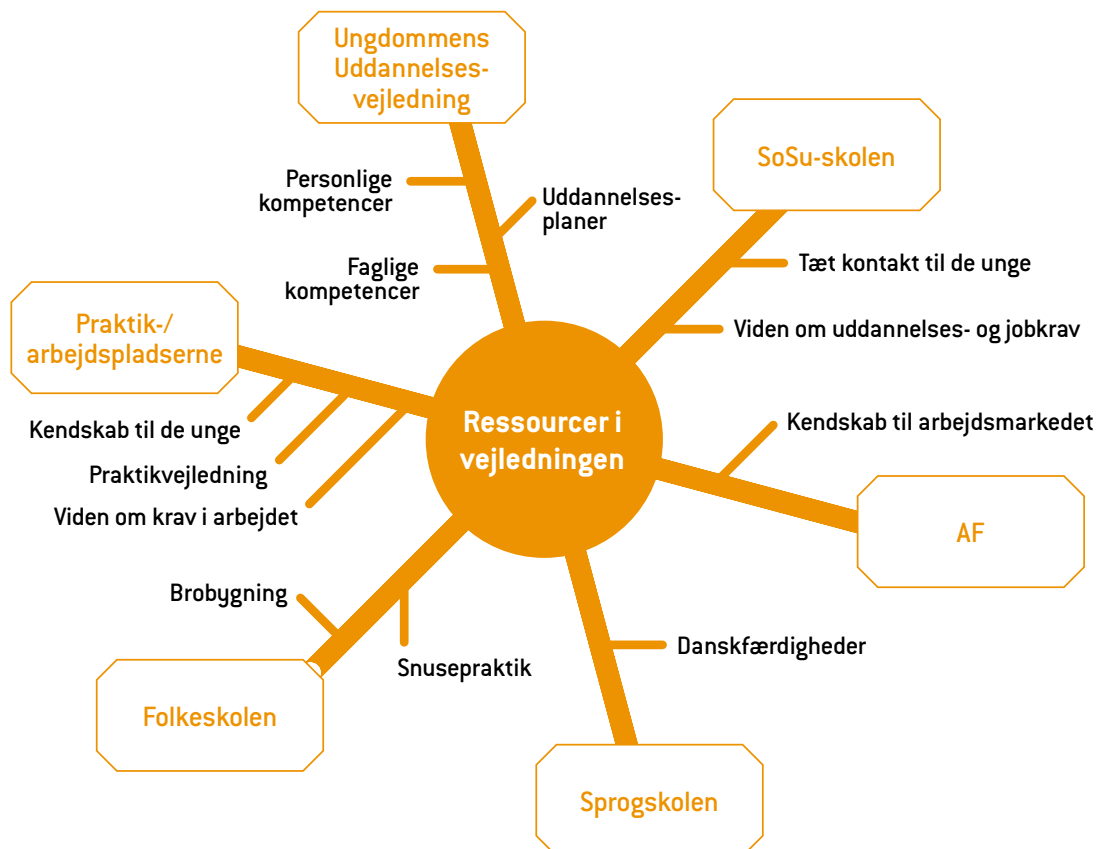 Ungdommens
Uddannelses-
vejledning
SoSu-skolen
Personlige
kompetencer
Uddannelses-
planer
Faglige
kompetencer
Tæt kontakt til de unge
Viden om uddannelses- og jobkrav
Praktik-/
arbejdspladserne
Kendskab til de unge
Praktikvejledning
Viden om krav i arbejdet
Ressourcer i
vejledningen
Kendskab til arbejdsmarkedet
AF
Brobygning
Snusepraktik
Danskfærdigheder
Folkeskolen
Sprogskolen